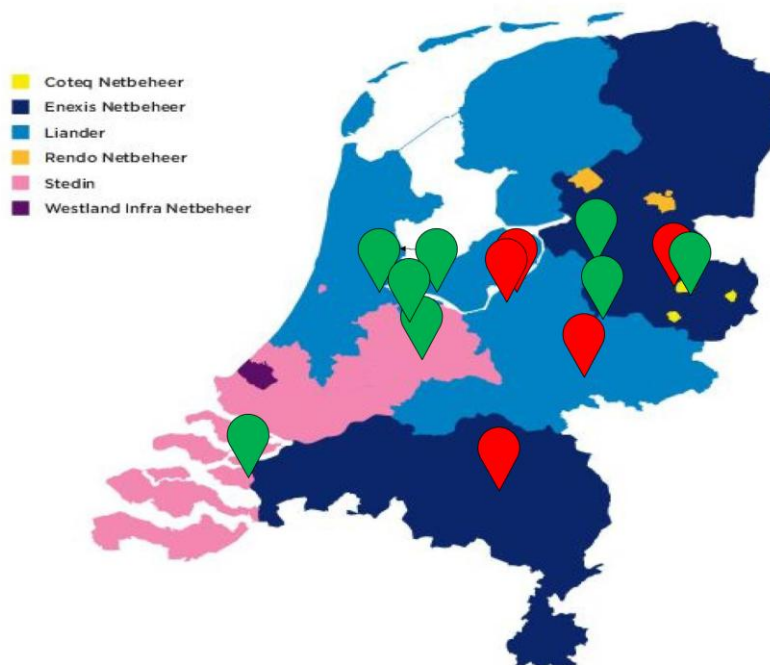 Coteq Netbeheer
Enexis Netbeheer
Liander
Rendo Netbeheer
Stedin
Westland Infra Netbeheer